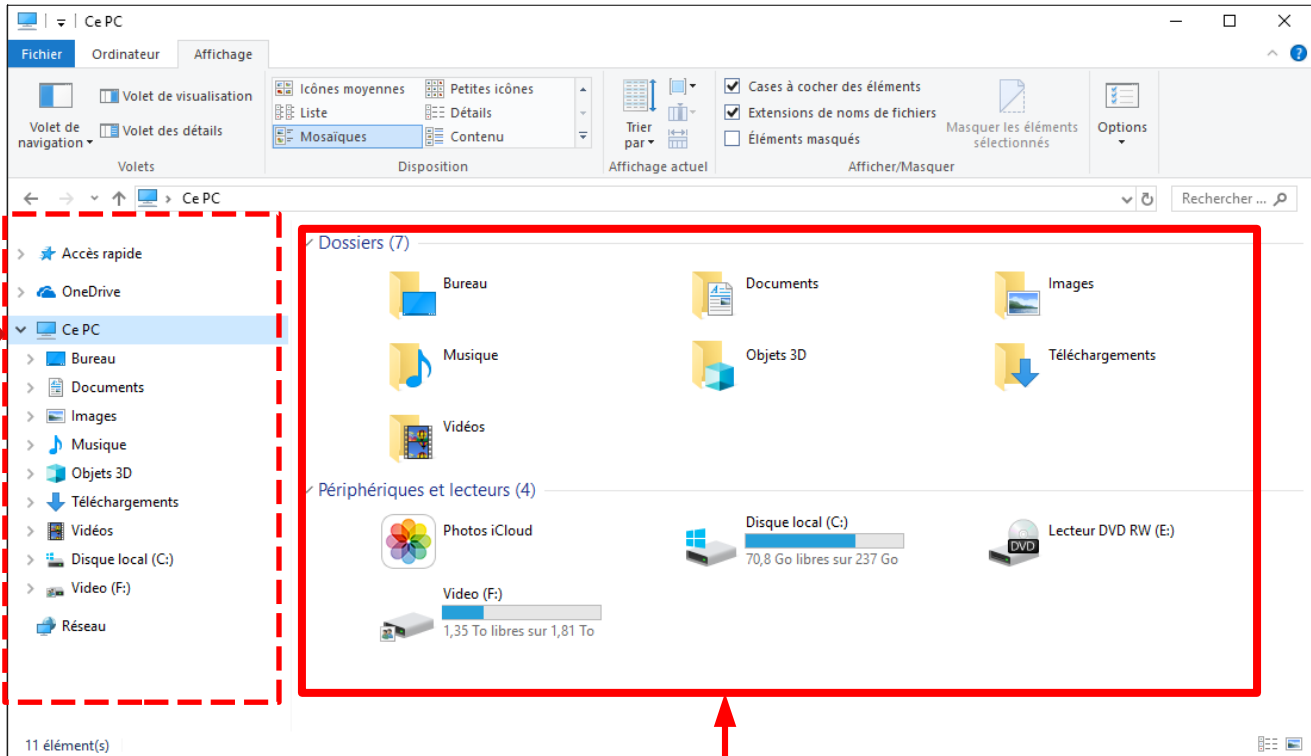 Ce PC
Fichier Ordinateur Affichage
Volet de navigation
Volet de visualisation
Volet des détails
Volets
Icônes moyennes Petites icônes
Liste Détails
Mosaïques Contenu
Disposition
Trier par
Affichage actuel
Cases à cocher des éléments
Extensions de noms de fichiers
Éléments masqués
Masquer les éléments sélectionnés
Afficher/Masquer
Options
Ce PC
Rechercher ...
Accès rapide
OneDrive
Ce PC
Bureau
Documents
Images
Musique
Objets 3D
Téléchargements
Vidéos
Disque local (C:)
Video (F:)
Réseau
Dossiers (7)
Bureau Documents Images
Musique Objets 3D Téléchargements
Vidéos
Périphériques et lecteurs (4)
Photos iCloud
Disque local (C:)
70,8 Go libres sur 237 Go
Lecteur DVD RW (E:)
DVD
Video (F:)
1,35 To libres sur 1,81 To
11 élément(s)